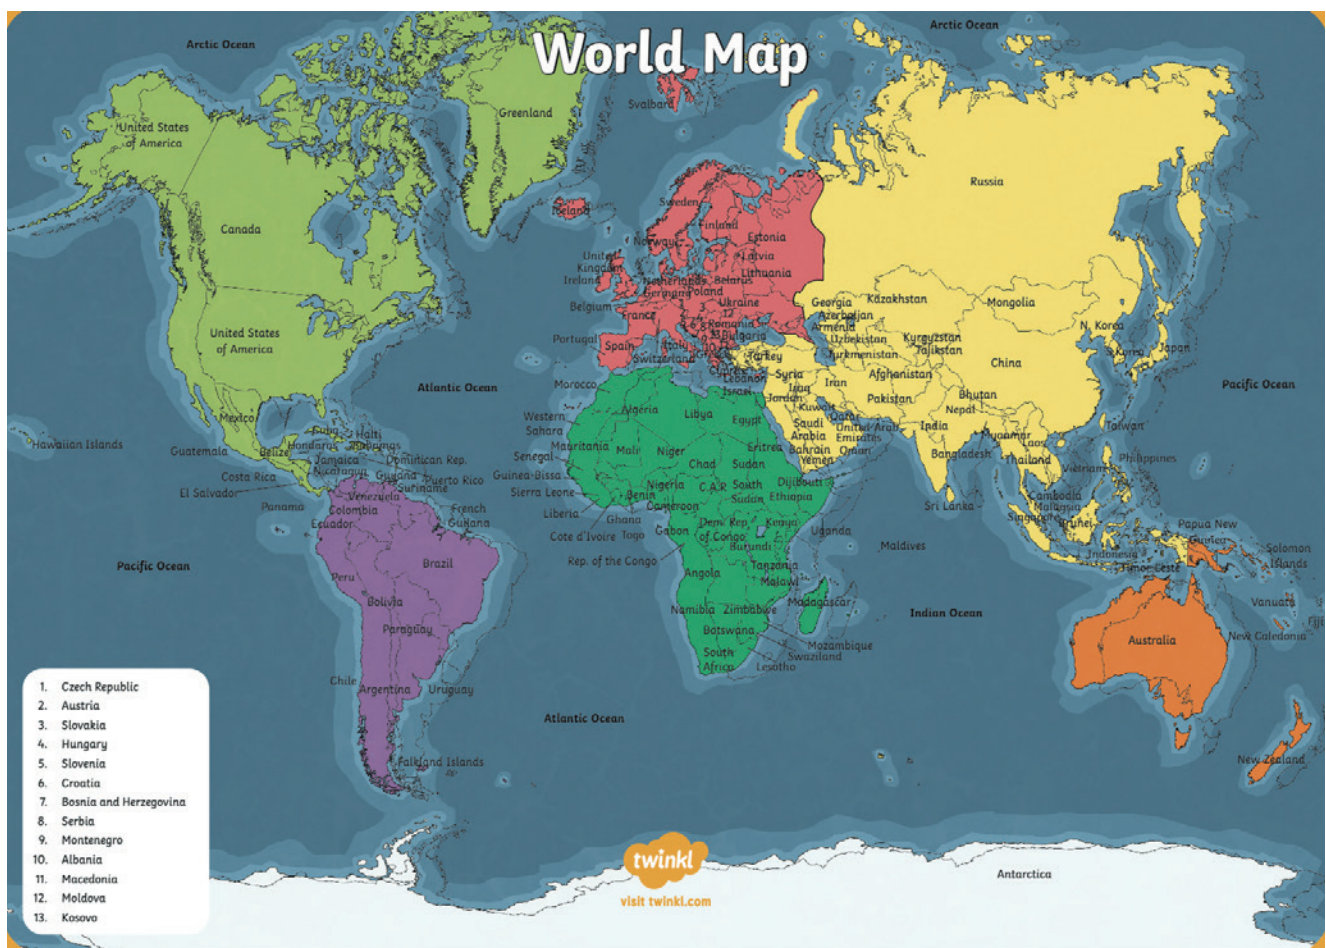 World Map
Arctic Ocean
Arctic Ocean
Greenland
Svalbard
United States
of America
Russia
Canada
Iceland
Sweden
Finland
Norway
Estonia
Latvia
Lithuania
United
Kingdom
Ireland
Netherlands
Belarus
Germany
Poland
Belgium
Ukraine
France
12
Romania
Bulgaria
Portugal
Spain
Italy
Switzerland
Greece
Georgia
Kazakhstan
Mongolia
Azerbaijan
Armenia
Uzbekistan
Kyrgyzstan
Tajikistan
Turkmenistan
N. Korea
S.Korea
Japan
China
Turkey
Cyprus
Lebanon
Israel
Syria
Iraq
Iran
Afghanistan
Jordan
Kuwait
Pakistan
Bhutan
Nepal
Qatar
Saudi
Arabia
United Arab
Emirates
Bahrain
Oman
Yemen
India
Bangladesh
Myanmar
Laos
Thailand
Vietnam
Taiwan
Philippines
Cambodia
Malaysia
Singapore
Brunei
Sri Lanka
Maldives
Indonesia
Timor-Leste
Papua New
Guinea
Solomon
Islands
Vanuatu
Fiji
New Caledonia
Australia
New Zealand
United States
of America
Atlantic Ocean
Pacific Ocean
Mexico
Hawaiian Islands
Guatemala
Belize
Cuba
Haiti
Bahamas
Honduras
Jamaica
Dominican Rep.
Nicaragua
Puerto Rico
Costa Rica
El Salvador
Panama
Guyana
Suriname
Venezuela
Colombia
French
Guiana
Ecuador
Peru
Brazil
Bolivia
Paraguay
Chile
Argentina
Uruguay
Falkland Islands
Pacific Ocean
Morocco
Algeria
Libya
Egypt
Western
Sahara
Mauritania
Mali
Niger
Eritrea
Senegal
Chad
Sudan
Guinea-Bissa
Nigeria
C.A.R
South
Sudan
Djibouti
Ethiopia
Sierra Leone
Benin
Cameroon
Liberia
Ghana
Cote d'Ivoire
Togo
Gabon
Dem. Rep
of Congo
Kenya
Uganda
Rep. of the Congo
Burundi
Tanzania
Malawi
Angola
Namibia
Zimbabwe
Madagascar
Botswana
Mozambique
Swaziland
South
Africa
Lesotho
Indian Ocean
Atlantic Ocean
Antarctica
1. Czech Republic
2. Austria
3. Slovakia
4. Hungary
5. Slovenia
6. Croatia
7. Bosnia and Herzegovina
8. Serbia
9. Montenegro
10. Albania
11. Macedonia
12. Moldova
13. Kosovo
twinkl
visit twinkl.com